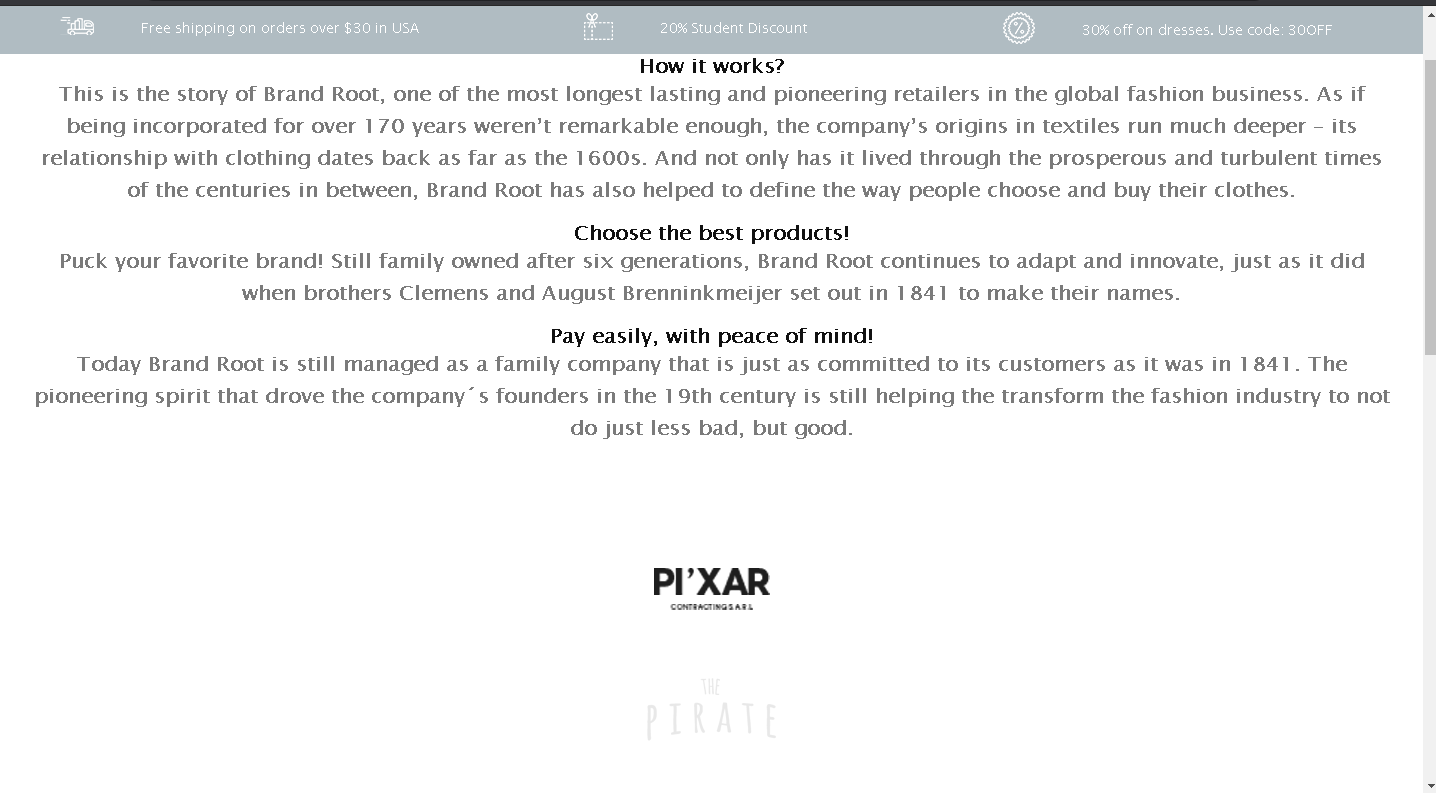 Free shipping on orders over $30 in USA
20% Student Discount
30% off on dresses. Use code: 30OFF
How it works?
This is the story of Brand Root, one of the most longest lasting and pioneering retailers in the global fashion business. As if
being incorporated for over 170 years weren’t remarkable enough, the company’s origins in textiles run much deeper – its
relationship with clothing dates back as far as the 1600s. And not only has it lived through the prosperous and turbulent times
of the centuries in between, Brand Root has also helped to define the way people choose and buy their clothes.
Choose the best products!
Puck your favorite brand! Still family owned after six generations, Brand Root continues to adapt and innovate, just as it did
when brothers Clemens and August Brenninkmeijer set out in 1841 to make their names.
Pay easily, with peace of mind!
Today Brand Root is still managed as a family company that is just as committed to its customers as it was in 1841. The
pioneering spirit that drove the company´s founders in the 19th century is still helping the transform the fashion industry to not
do just less bad, but good.
PI’XAR
CONTRACTING S.A.R.L
THE
PIRATE